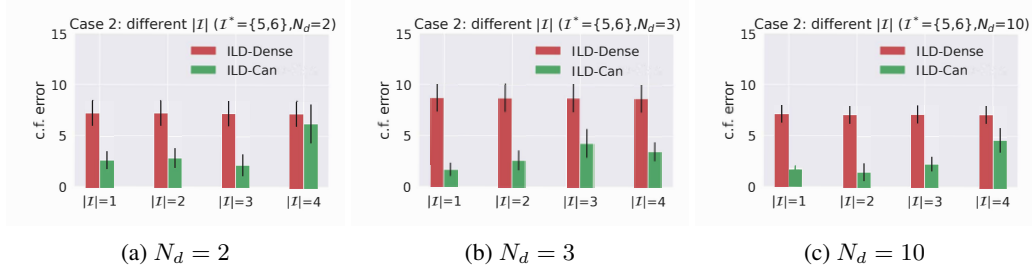 Case 2: different |𝓘| (𝓘*={5,6},N_d=2)
15
10
5
0
c.f. error
ILD-Dense
ILD-Can
|𝓘|=1 |𝓘|=2 |𝓘|=3 |𝓘|=4
(a) N_d = 2
Case 2: different |𝓘| (𝓘*={5,6},N_d=3)
15
10
5
0
c.f. error
ILD-Dense
ILD-Can
|𝓘|=1 |𝓘|=2 |𝓘|=3 |𝓘|=4
(b) N_d = 3
Case 2: different |𝓘| (𝓘*={5,6},N_d=10)
15
10
5
0
c.f. error
ILD-Dense
ILD-Can
|𝓘|=1 |𝓘|=2 |𝓘|=3 |𝓘|=4
(c) N_d = 10